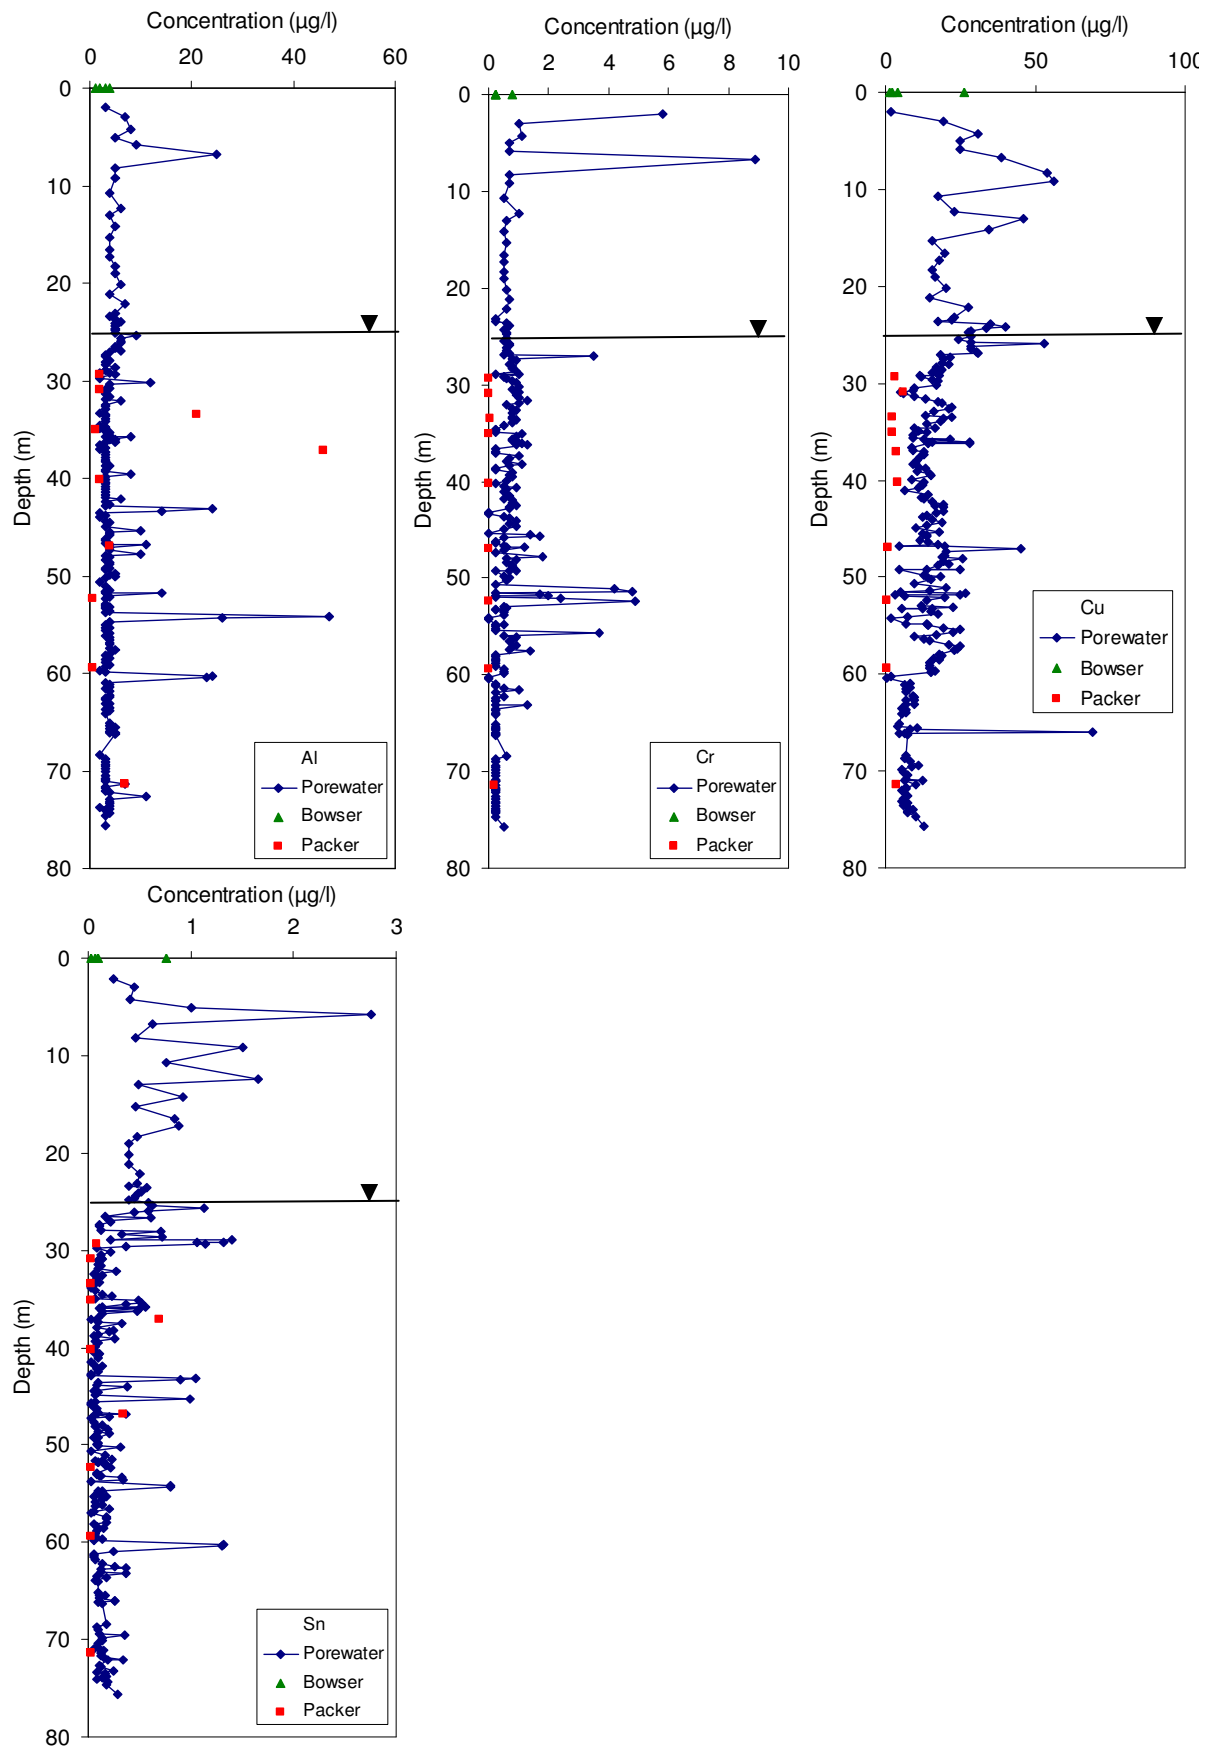 Concentration (µg/l)
0 20 40 60
0
10
20
30
40
50
60
70
80
Depth (m)
Al
Porewater
Bowser
Packer
Concentration (µg/l)
0 2 4 6 8 10
0
10
20
30
40
50
60
70
80
Depth (m)
Cr
Porewater
Bowser
Packer
Concentration (µg/l)
0 50 100
0
10
20
30
40
50
60
70
80
Depth (m)
Cu
Porewater
Bowser
Packer
Concentration (µg/l)
0 1 2 3
0
10
20
30
40
50
60
70
80
Depth (m)
Sn
Porewater
Bowser
Packer